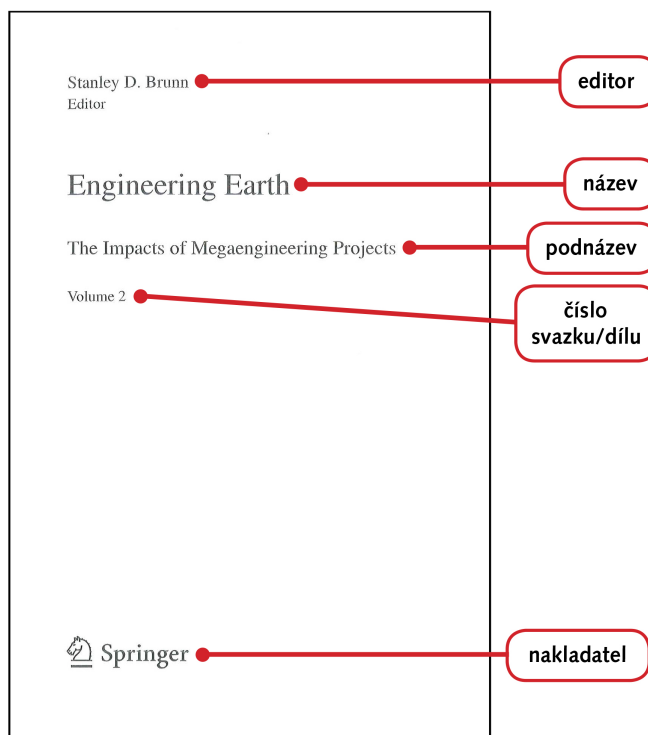 Stanley D. Brunn
editor
Editor
Engineering Earth
název
The Impacts of Megaengineering Projects
podnázev
Volume 2
číslo
svazku/dílu
Springer
nakladatel